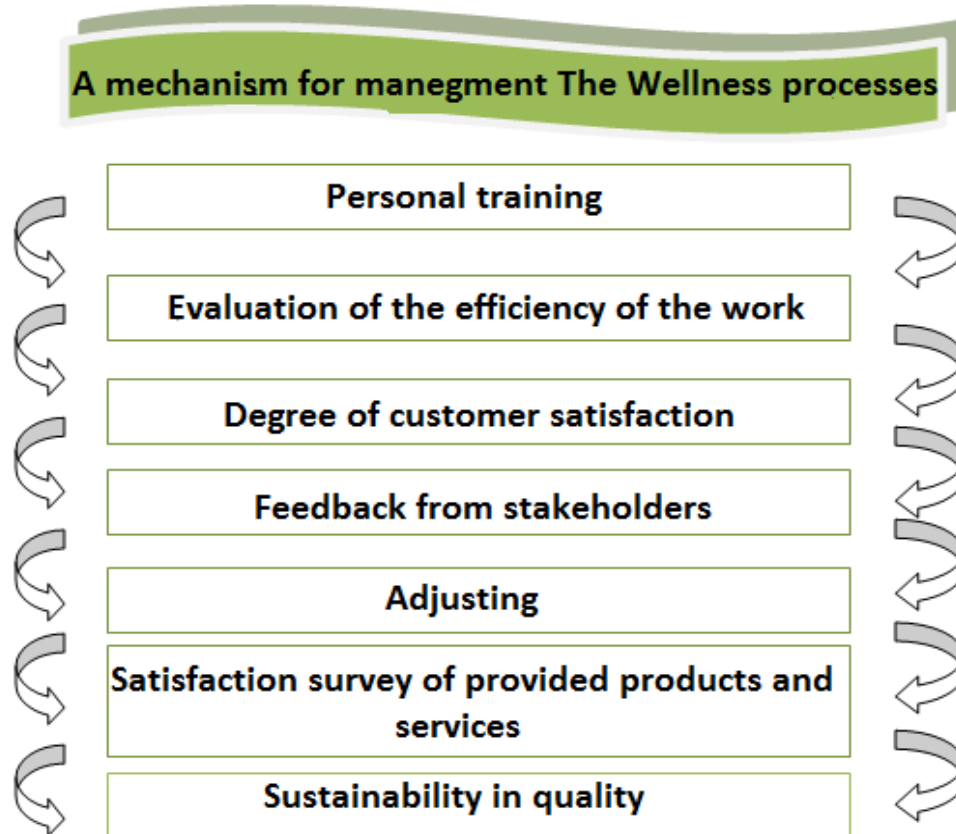 A mechanism for manegment The Wellness processes
Personal training
Evaluation of the efficiency of the work
Degree of customer satisfaction
Feedback from stakeholders
Adjusting
Satisfaction survey of provided products and
services
Sustainability in quality